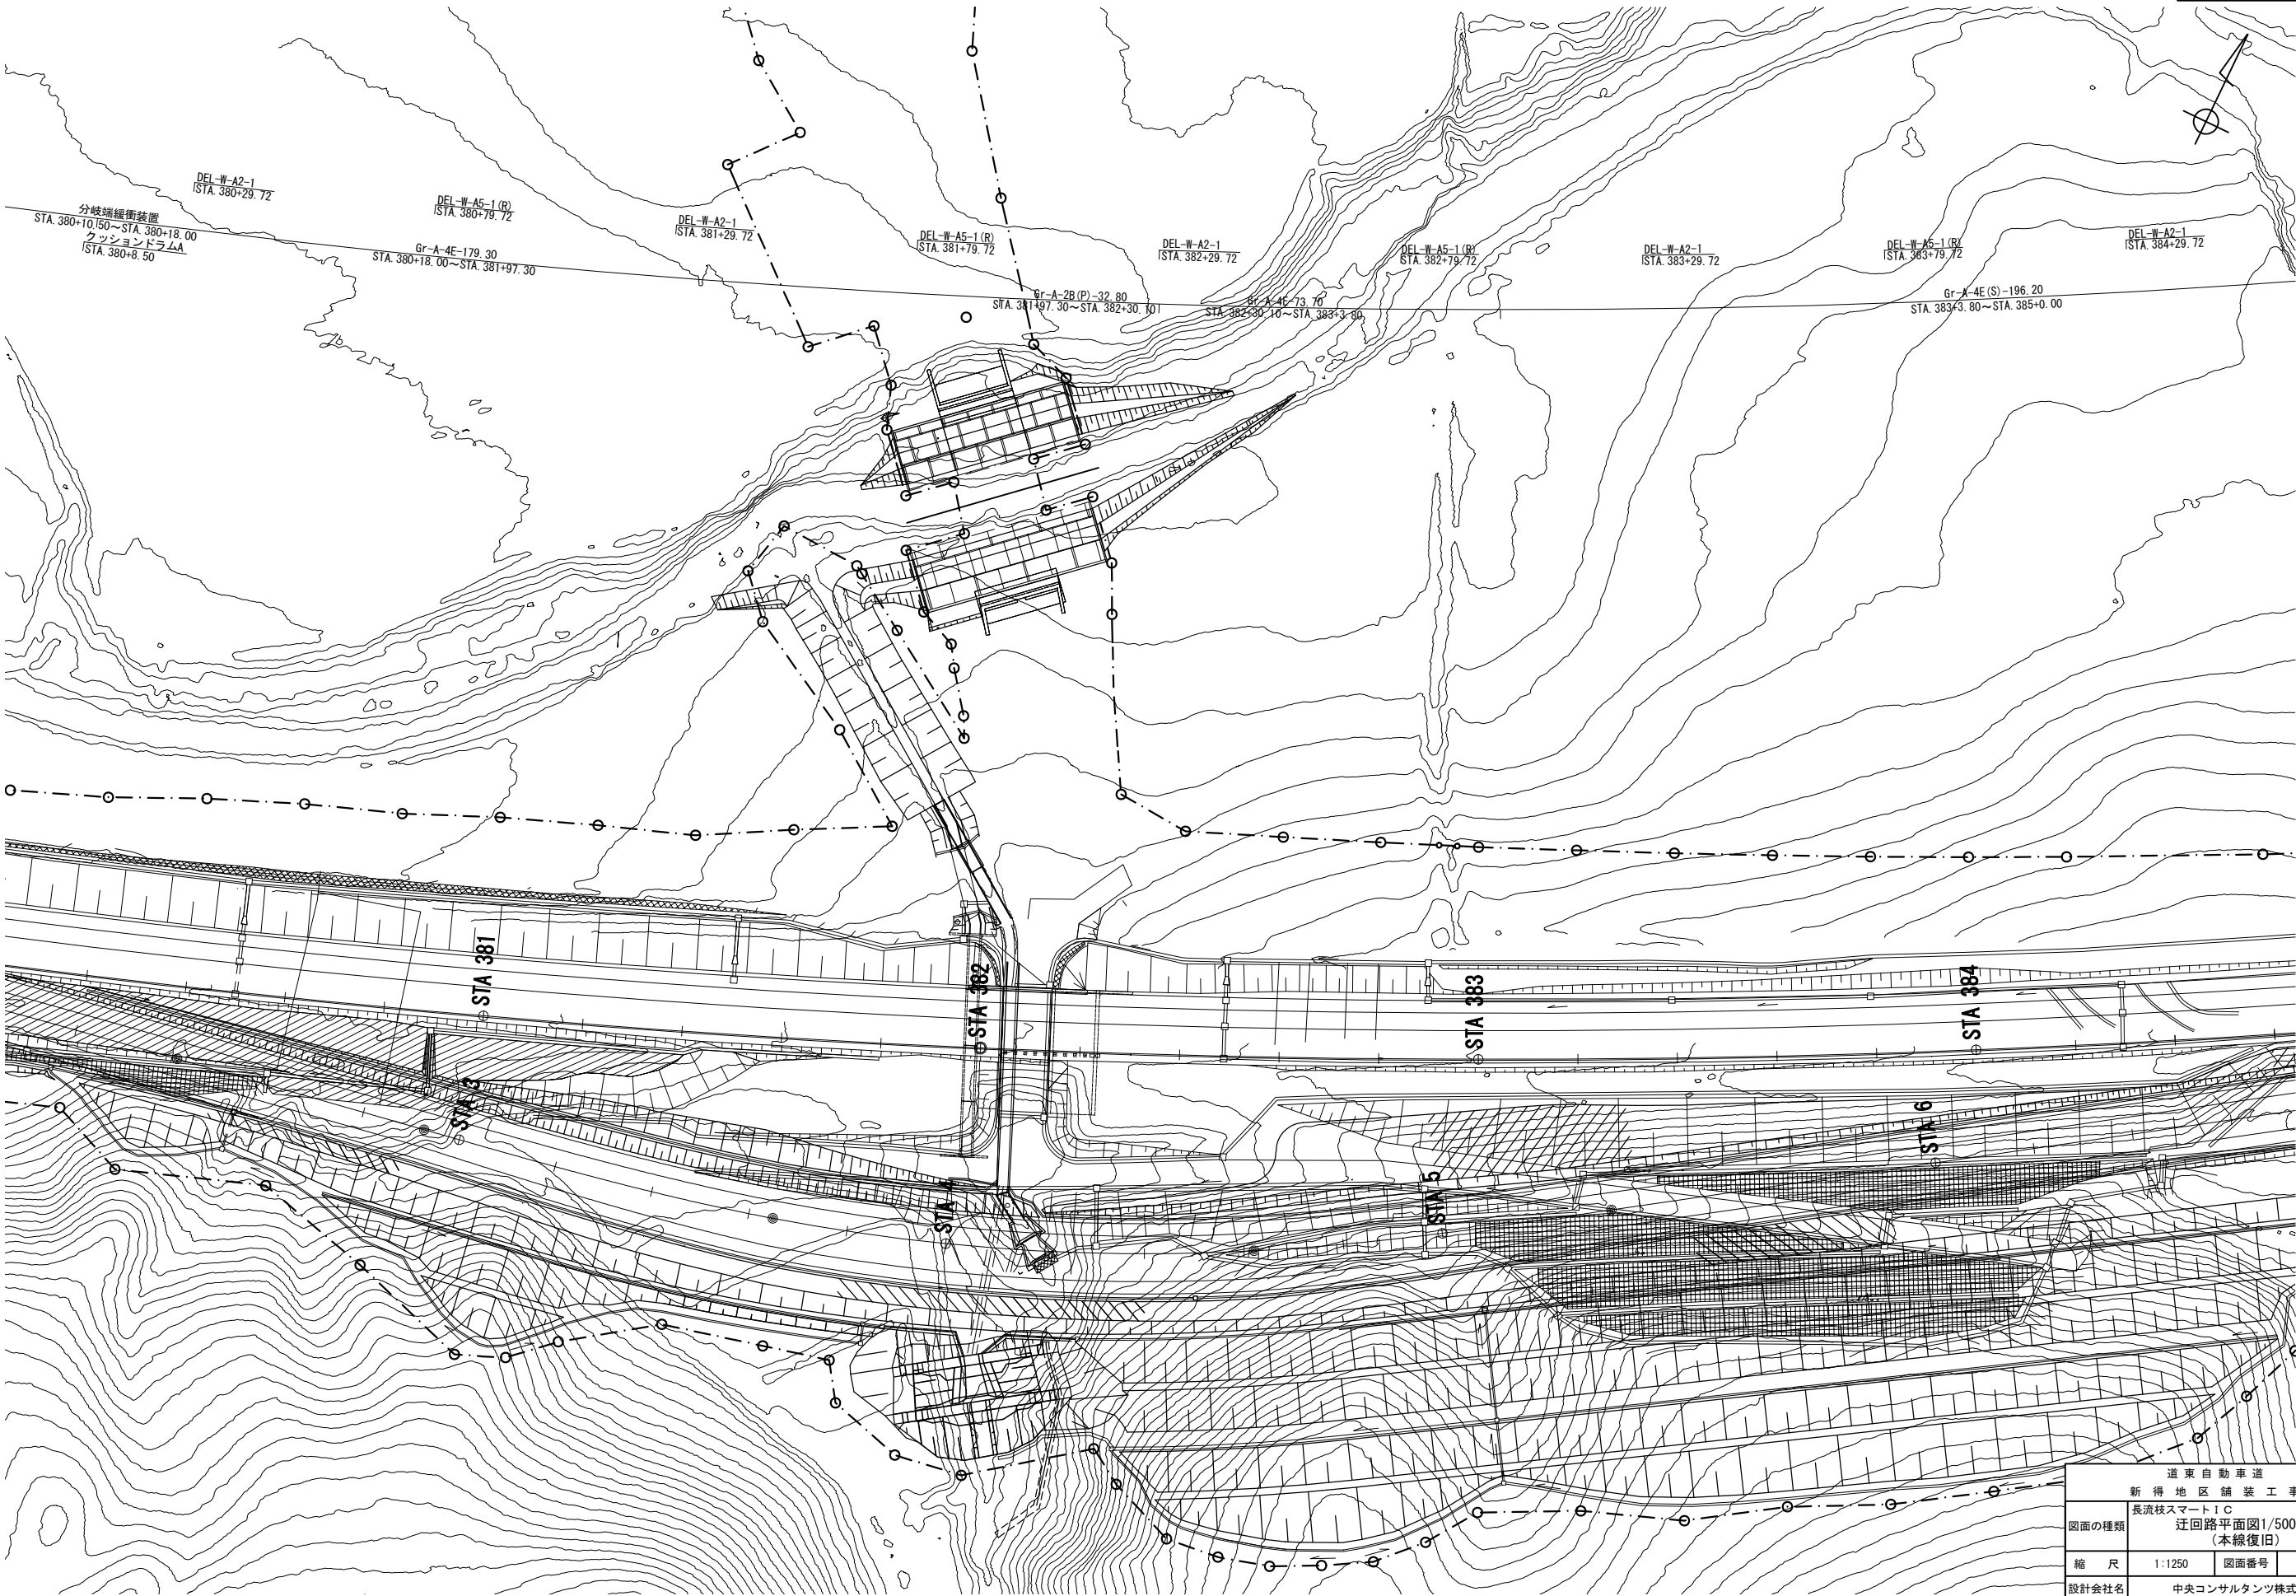 DEL-W-A2-1
STA. 380+29.72
分岐端緩衝装置
STA. 380+10.50～STA. 380+18.00
クッションドラムA
STA. 380+8.50
DEL-W-A5-1(R)
STA. 380+79.72
Gr-A-4E-179.30
STA. 380+18.00～STA. 381+97.30
DEL-W-A2-1
STA. 381+29.72
DEL-W-A5-1(R)
STA. 381+79.72
Gr-A-2B(P)-32.80
STA. 381+97.30～STA. 382+30.10
DEL-W-A2-1
STA. 382+29.72
Gr-A-4E-73.70
STA. 382+30.10～STA. 383+3.80
DEL-W-A5-1(R)
STA. 382+79.72
DEL-W-A2-1
STA. 383+29.72
DEL-W-A5-1(R)
STA. 383+79.72
Gr-A-4E(S)-196.20
STA. 383+3.80～STA. 385+0.00
DEL-W-A2-1
STA. 384+29.72
STA 381
STA 382
STA 383
STA 384
STA 3
STA 4
STA 5
STA 6
道東自動車道
新得地区舗装工事
図面の種類
長流枝スマートIC
迂回路平面図1/500
(本線復旧)
縮 尺
1:1250
図面番号
設計会社名
中央コンサルタンツ株式